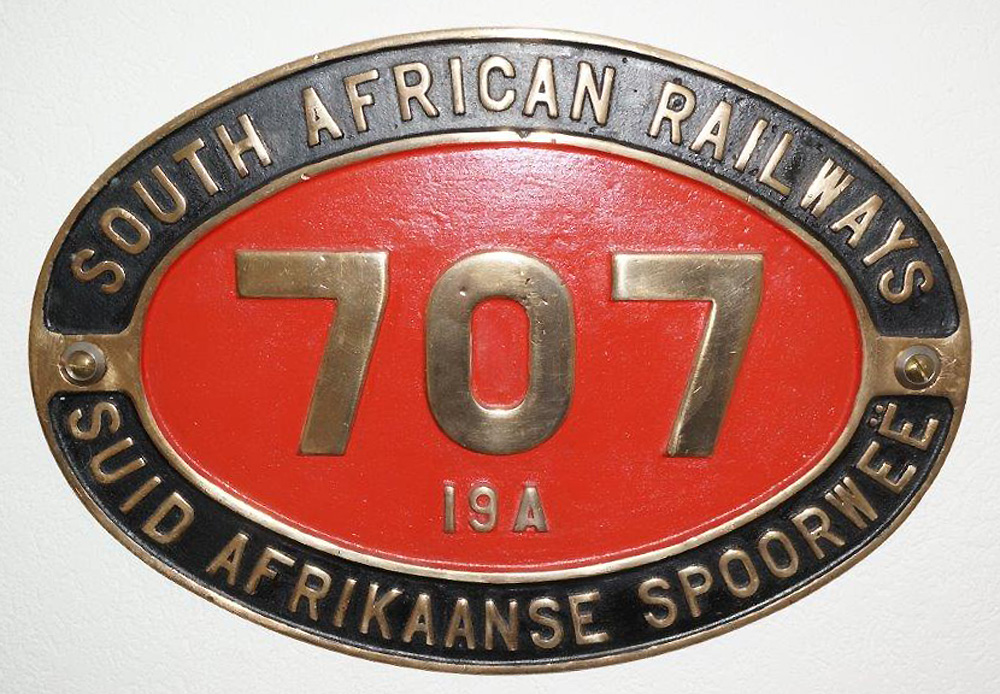 SOUTH AFRICAN RAILWAYS
707
19A
SUID AFRIKAANSE SPOORWEË